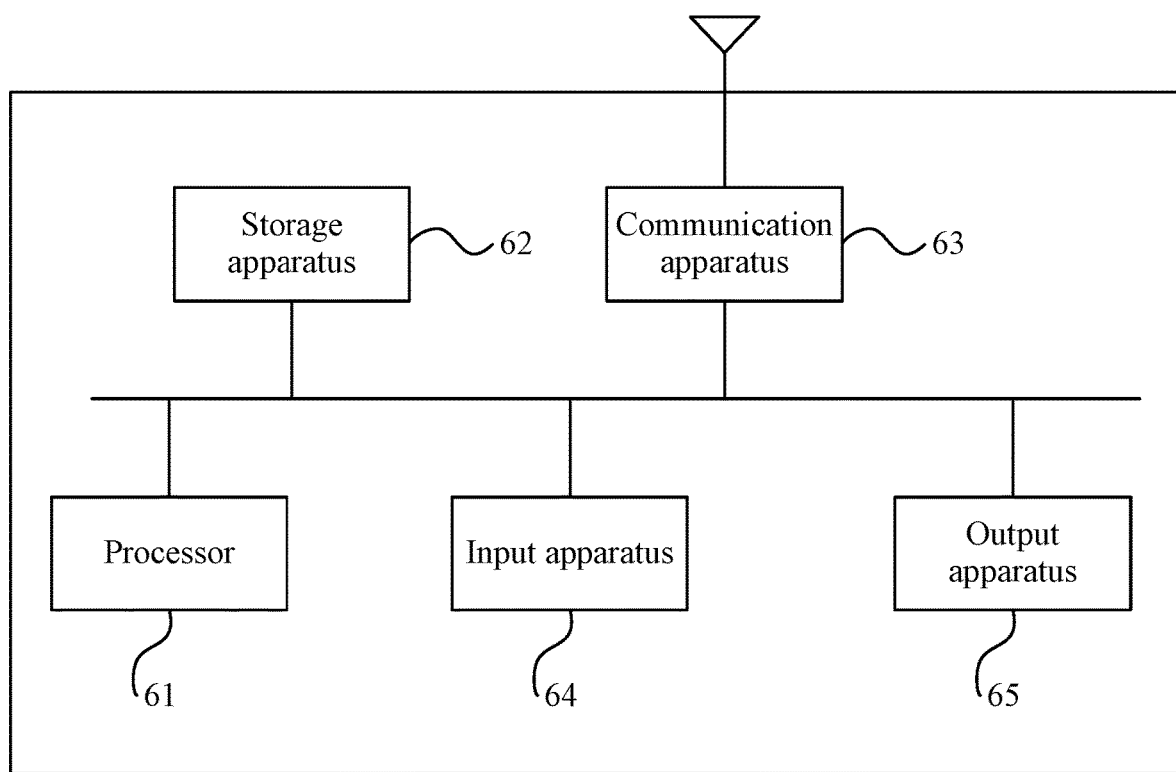 Storage
apparatus
62
Communication
apparatus
63
Processor
61
Input apparatus
64
Output
apparatus
65